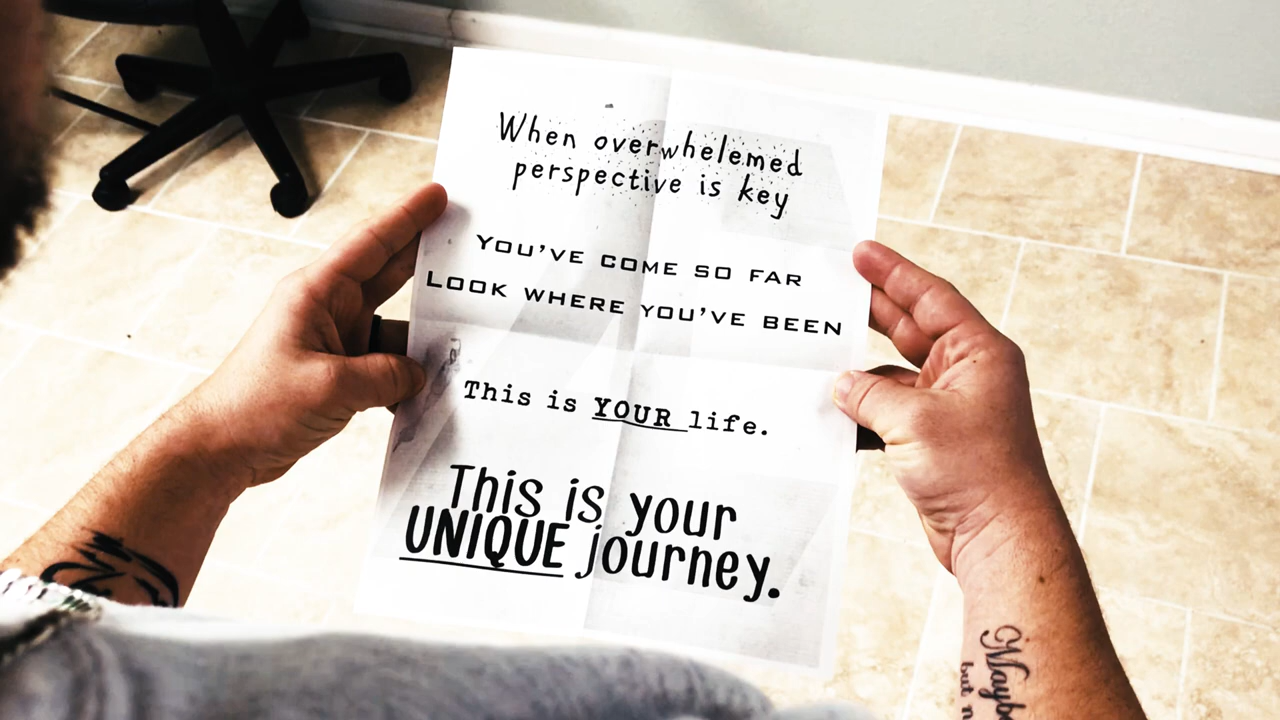 When overwhelemed
perspective is key
YOU'VE COME SO FAR
LOOK WHERE YOU'VE BEEN
This is YOUR life.
This is your
UNIQUE journey.
but n